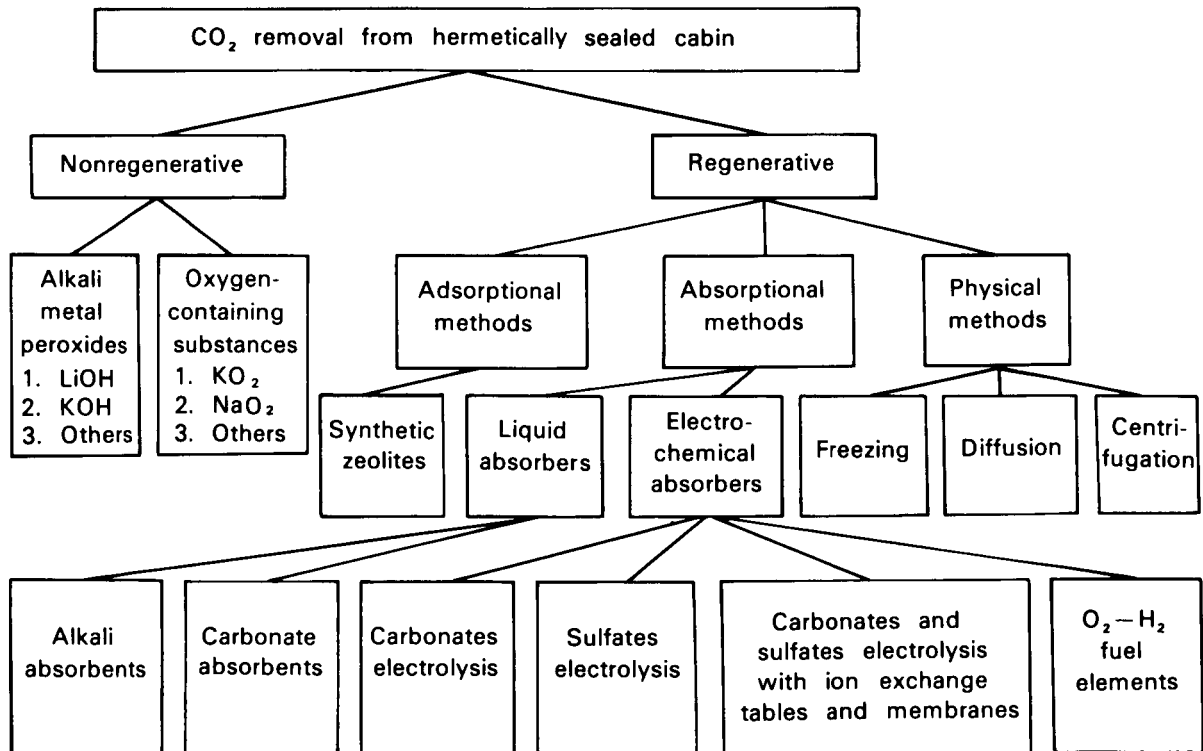 CO₂ removal from hermetically sealed cabin
Nonregenerative
Regenerative
Alkali
metal
peroxides
1. LiOH
2. KOH
3. Others
Oxygen-
containing
substances
1. KO₂
2. NaO₂
3. Others
Adsorptional
methods
Absorptional
methods
Physical
methods
Synthetic
zeolites
Liquid
absorbers
Electro-
chemical
absorbers
Freezing
Diffusion
Centri-
fugation
Alkali
absorbents
Carbonate
absorbents
Carbonates
electrolysis
Sulfates
electrolysis
Carbonates and
sulfates electrolysis
with ion exchange
tables and membranes
O₂—H₂
fuel
elements